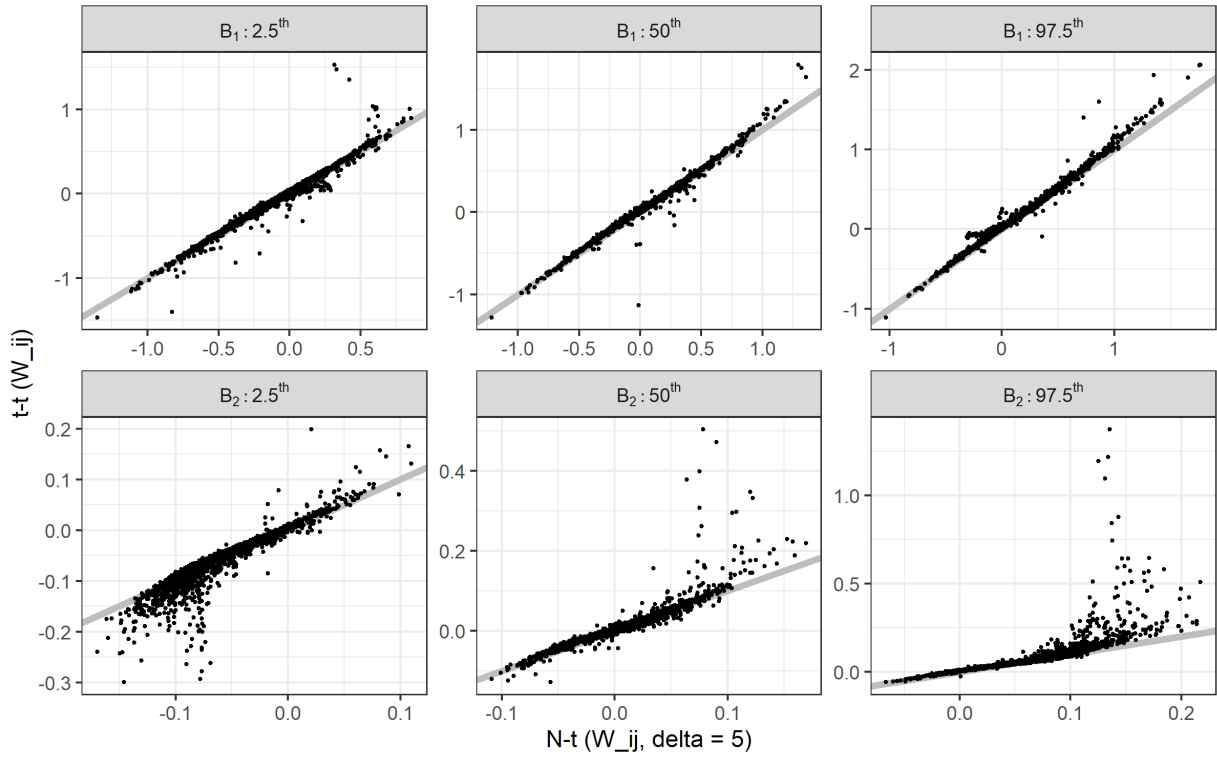 B₁ : 2.5ᵗʰ
B₁ : 50ᵗʰ
B₁ : 97.5ᵗʰ
1
0
-1
-1.0 -0.5 0.0 0.5
1
0
-1
-1.0 -0.5 0.0 0.5 1.0
2
1
0
-1
-1 0 1
t-t (W_ij)
B₂ : 2.5ᵗʰ
B₂ : 50ᵗʰ
B₂ : 97.5ᵗʰ
0.2
0.1
0.0
-0.1
-0.2
-0.3
-0.1 0.0 0.1
0.4
0.2
0.0
-0.1 0.0 0.1
1.0
0.5
0.0
0.0 0.1 0.2
N-t (W_ij, delta = 5)